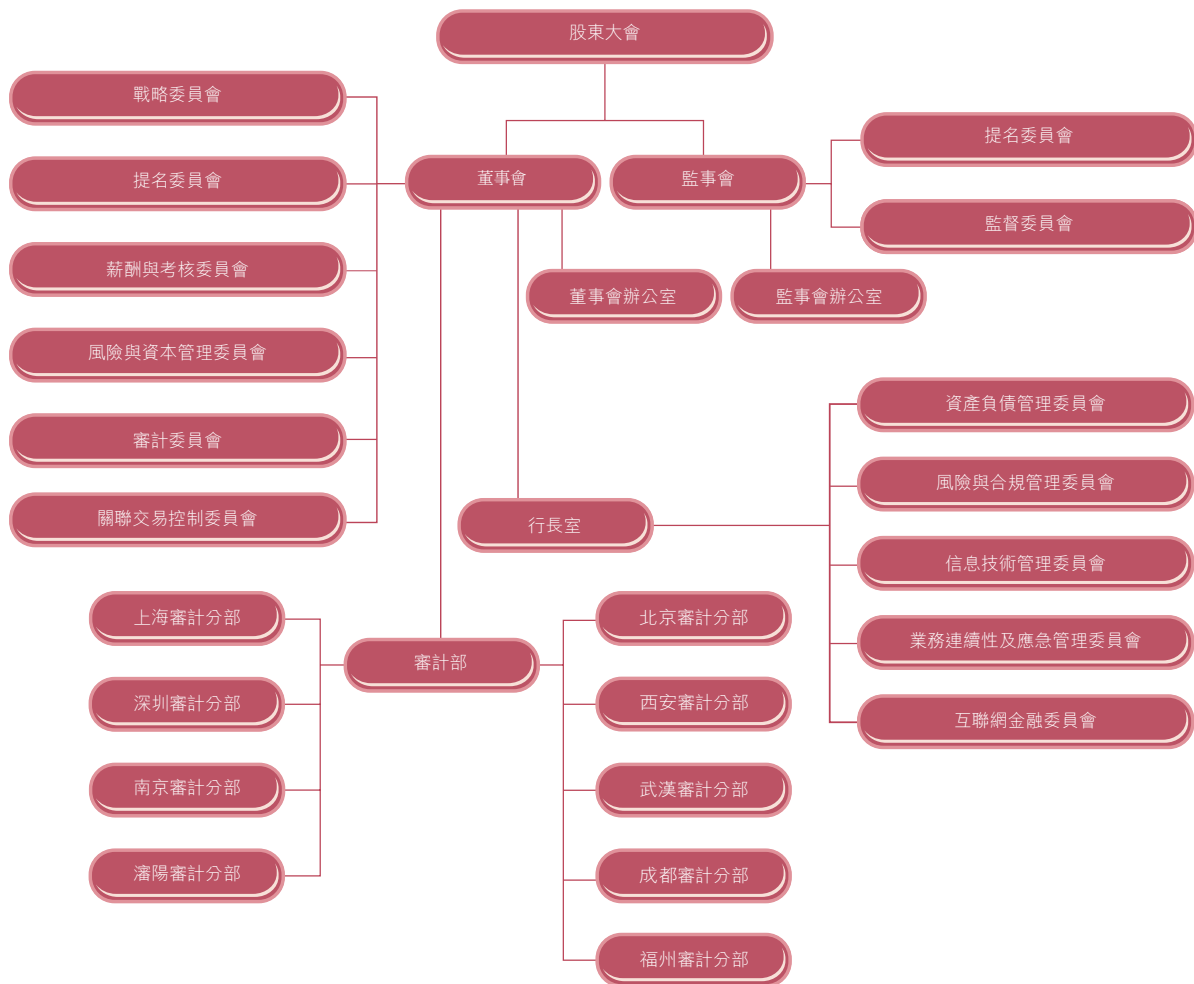 股東大會
戰略委員會
提名委員會
薪酬與考核委員會
風險與資本管理委員會
審計委員會
關聯交易控制委員會
董事會
監事會
提名委員會
監督委員會
董事會辦公室
監事會辦公室
行長室
資產負債管理委員會
風險與合規管理委員會
信息技術管理委員會
業務連續性及應急管理委員會
互聯網金融委員會
審計部
上海審計分部
深圳審計分部
南京審計分部
瀋陽審計分部
北京審計分部
西安審計分部
武漢審計分部
成都審計分部
福州審計分部